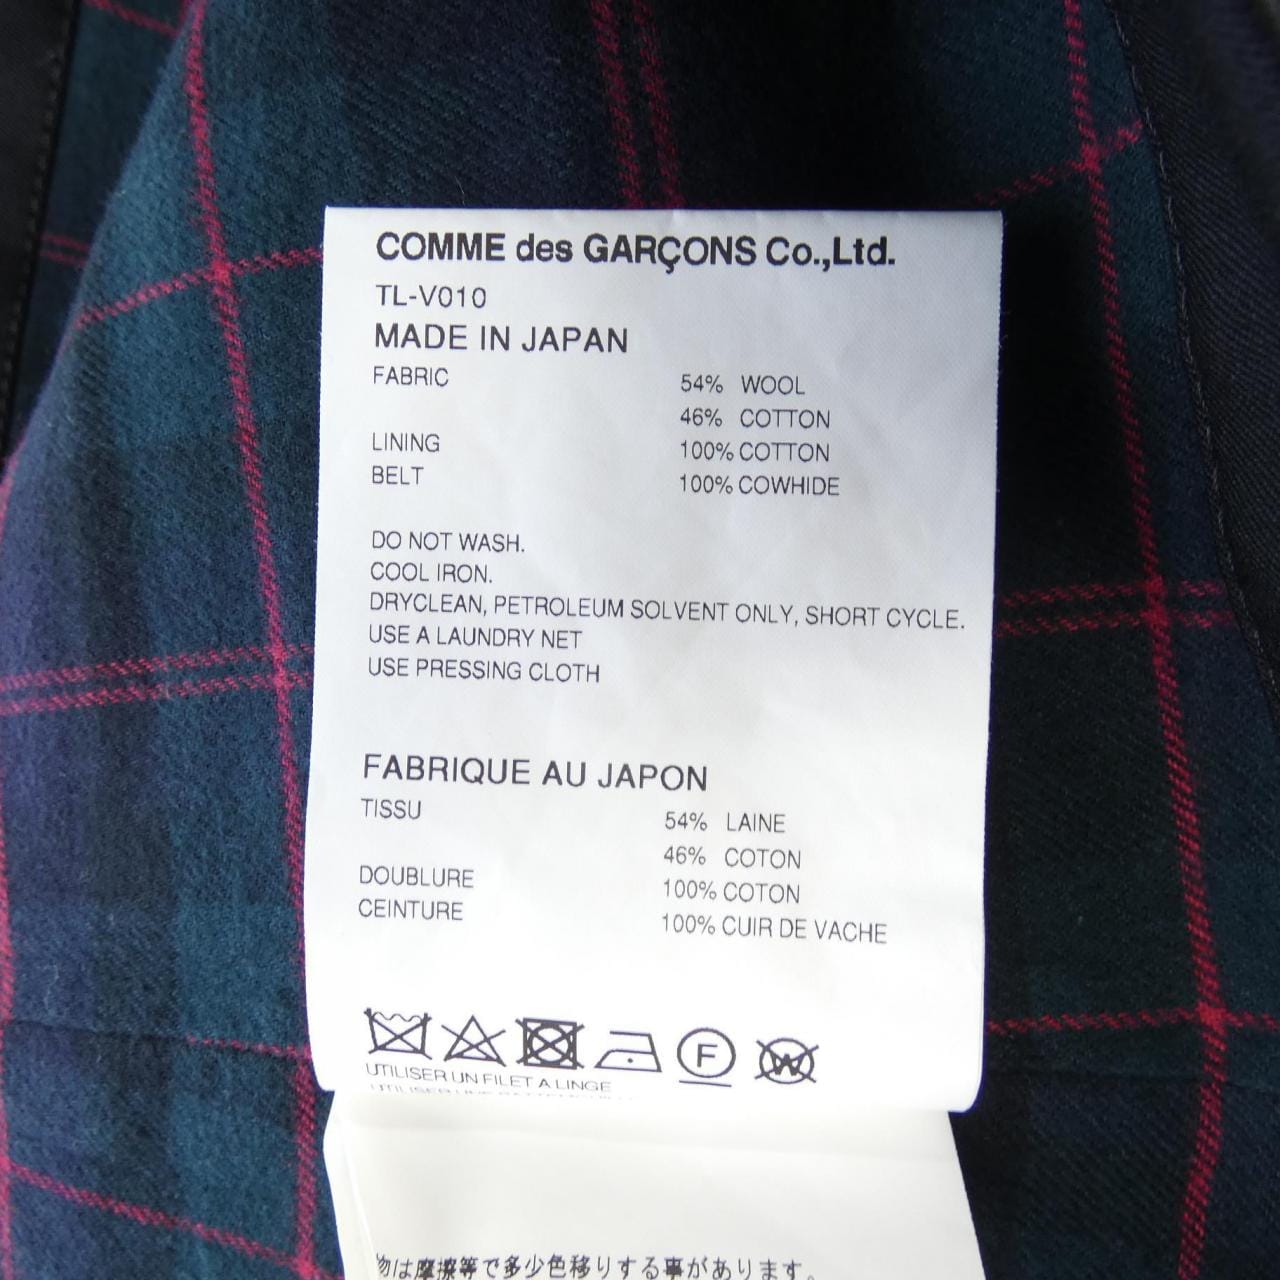 COMME des GARÇONS Co.,Ltd.
TL-V010
MADE IN JAPAN
FABRIC 54% WOOL
46% COTTON
LINING 100% COTTON
BELT 100% COWHIDE
DO NOT WASH.
COOL IRON.
DRYCLEAN, PETROLEUM SOLVENT ONLY, SHORT CYCLE.
USE A LAUNDRY NET
USE PRESSING CLOTH
FABRIQUE AU JAPON
TISSU 54% LAINE
46% COTON
DOUBLURE 100% COTON
CEINTURE 100% CUIR DE VACHE
F W
UTILISER UN FILET A LINGE
UTILISER UNE
物は摩擦等で多少色移りする事があります。